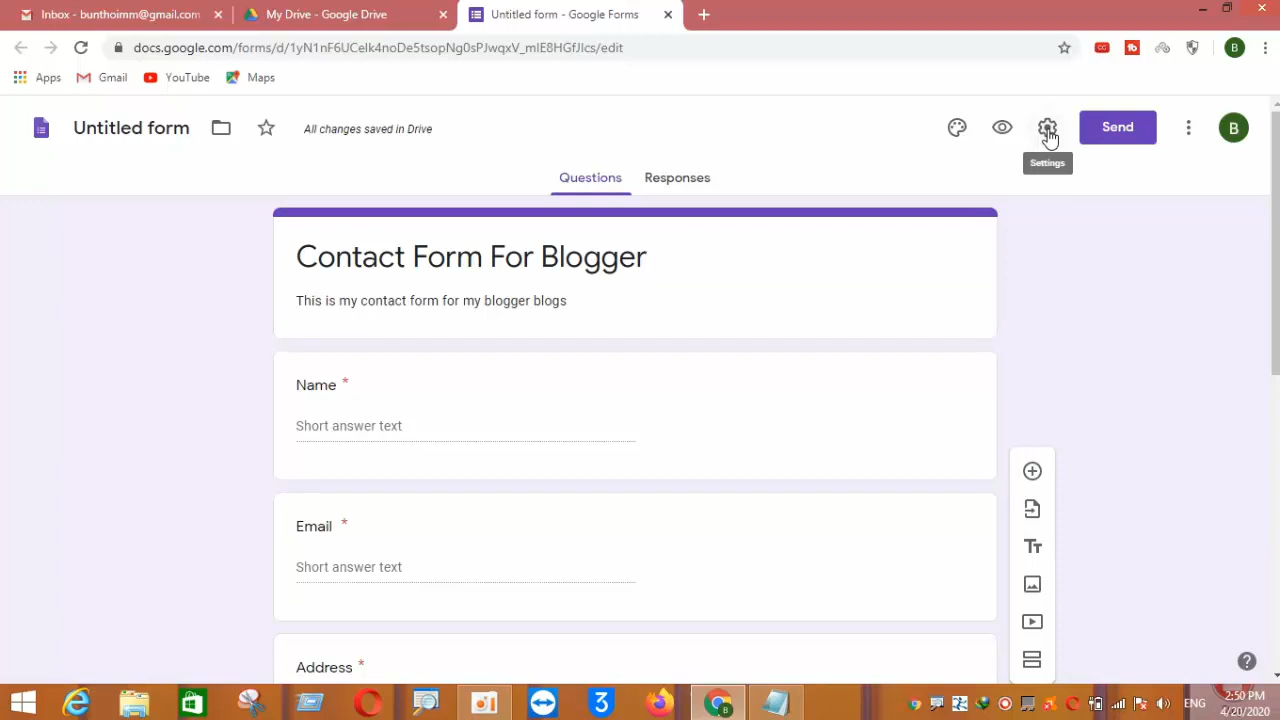 Inbox - bunthoimm@gmail.com
My Drive - Google Drive
Untitled form - Google Forms
docs.google.com/forms/d/1yN1nF6UCeIk4noDe5tsopNg0sPJwqxV_mIE8HGfJIcs/edit
B
Apps
Gmail
YouTube
Maps
Untitled form
All changes saved in Drive
Send
B
Settings
Questions
Responses
Contact Form For Blogger
This is my contact form for my blogger blogs
Name *
Short answer text
Email *
Short answer text
Address *
Tт
3
B
ENG
2:50 PM
4/20/2020